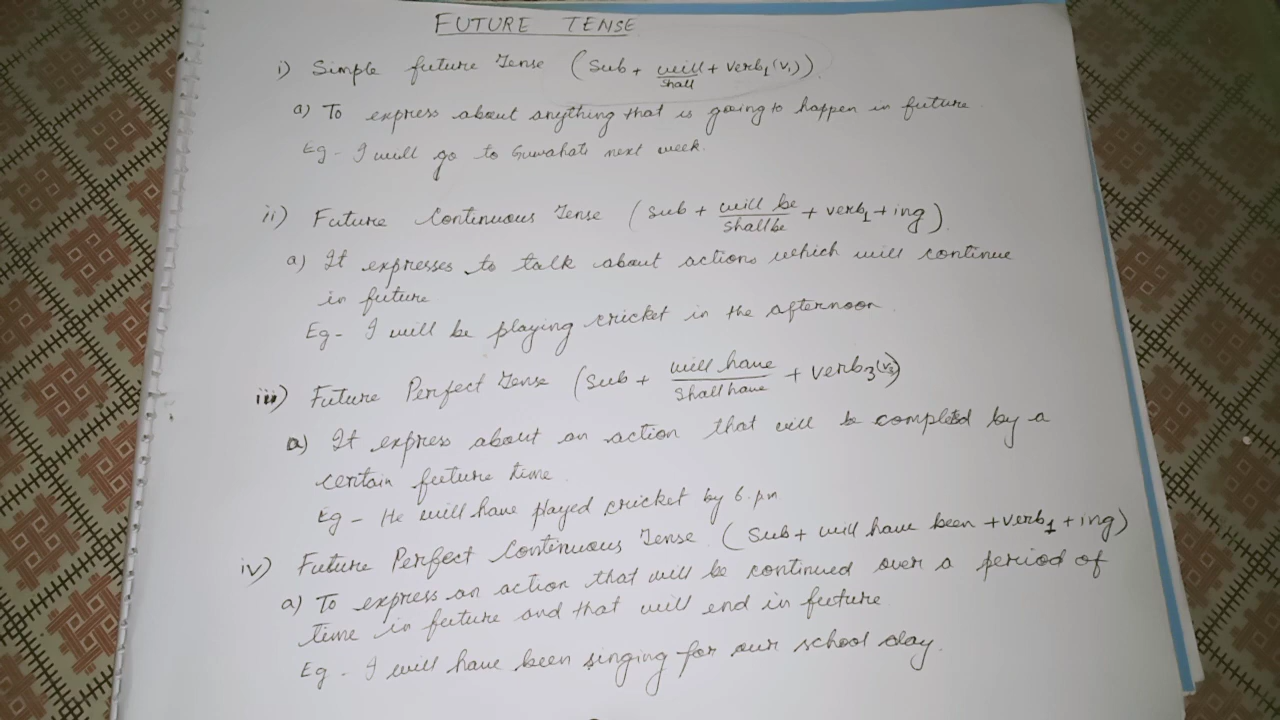 FUTURE TENSE
i) Simple future Tense (Sub + will/shall + verb1 (V1))
a) To express about anything that is going to happen in future
Eg - I will go to Guwahati next week.
ii) Future Continuous Tense (Sub + will be/shall be + verb1 + ing)
a) It expresses to talk about actions which will continue
in future
Eg - I will be playing cricket in the afternoon.
iii) Future Perfect Tense (Sub + will have/shall have + verb3 (V3))
a) It express about an action that will be completed by a
certain future time.
Eg - He will have played cricket by 6. pm
iv) Future Perfect Continuous Tense (Sub + will have been + verb1 + ing)
a) To express an action that will be continued over a period of
time in future and that will end in future
Eg - I will have been singing for our school day.